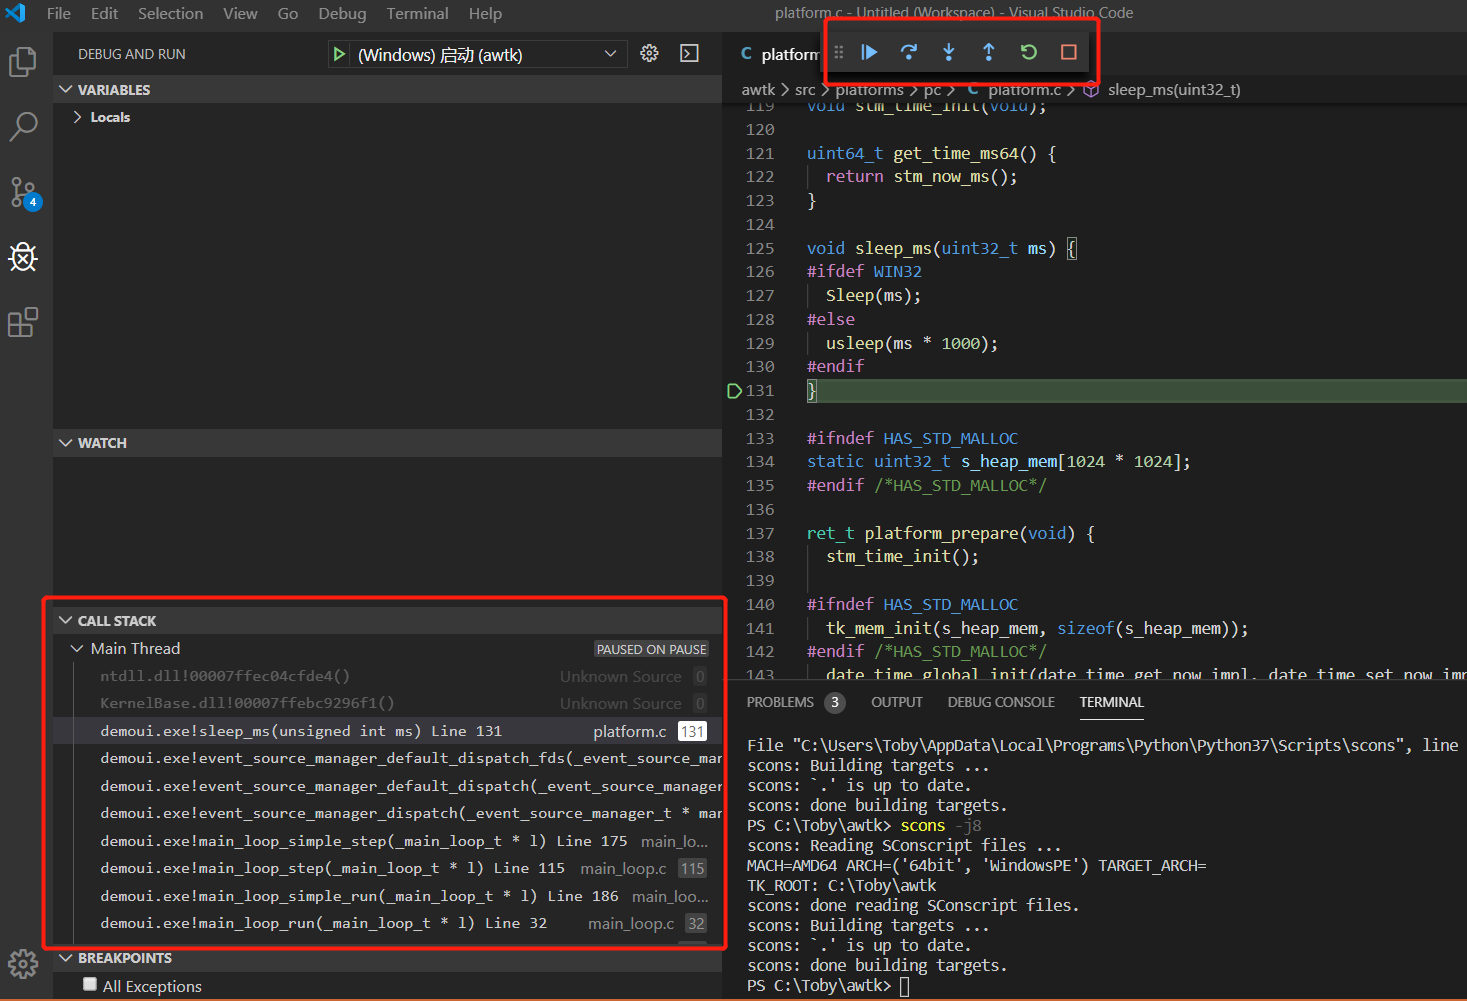 File Edit Selection View Go Debug Terminal Help
platform.c - Untitled (Workspace) - Visual Studio Code
DEBUG AND RUN
(Windows) 启动 (awtk)
VARIABLES
Locals
WATCH
CALL STACK
Main Thread PAUSED ON PAUSE
ntdll.dll!00007ffec04cfde4() Unknown Source 0
KernelBase.dll!00007ffebc9296f1() Unknown Source 0
demoui.exe!sleep_ms(unsigned int ms) Line 131 platform.c 131
demoui.exe!event_source_manager_default_dispatch_fds(_event_source_mar
demoui.exe!event_source_manager_default_dispatch(_event_source_manager
demoui.exe!event_source_manager_dispatch(_event_source_manager_t * mar
demoui.exe!main_loop_simple_step(_main_loop_t * l) Line 175 main_lo...
demoui.exe!main_loop_step(_main_loop_t * l) Line 115 main_loop.c 115
demoui.exe!main_loop_simple_run(_main_loop_t * l) Line 186 main_loo...
demoui.exe!main_loop_run(_main_loop_t * l) Line 32 main_loop.c 32
BREAKPOINTS
All Exceptions
4
C platform
awtk > src > platforms > pc > C platform.c > sleep_ms(uint32_t)
119 void stm_time_init(void);
120
121 uint64_t get_time_ms64() {
122 return stm_now_ms();
123 }
124
125 void sleep_ms(uint32_t ms) {
126 #ifdef WIN32
127 Sleep(ms);
128 #else
129 usleep(ms * 1000);
130 #endif
131 }
132
133 #ifndef HAS_STD_MALLOC
134 static uint32_t s_heap_mem[1024 * 1024];
135 #endif /*HAS_STD_MALLOC*/
136
137 ret_t platform_prepare(void) {
138 stm_time_init();
139
140 #ifndef HAS_STD_MALLOC
141 tk_mem_init(s_heap_mem, sizeof(s_heap_mem));
142 #endif /*HAS_STD_MALLOC*/
143 date_time_global_init(date_time_get_now_impl, date_time_set_now_imp
PROBLEMS 3 OUTPUT DEBUG CONSOLE TERMINAL
File "C:\Users\Toby\AppData\Local\Programs\Python\Python37\Scripts\scons", line
scons: Building targets ...
scons: `.' is up to date.
scons: done building targets.
PS C:\Toby\awtk> scons -j8
scons: Reading SConscript files ...
MACH=AMD64 ARCH=('64bit', 'WindowsPE') TARGET_ARCH=
TK_ROOT: C:\Toby\awtk
scons: done reading SConscript files.
scons: Building targets ...
scons: `.' is up to date.
scons: done building targets.
PS C:\Toby\awtk>